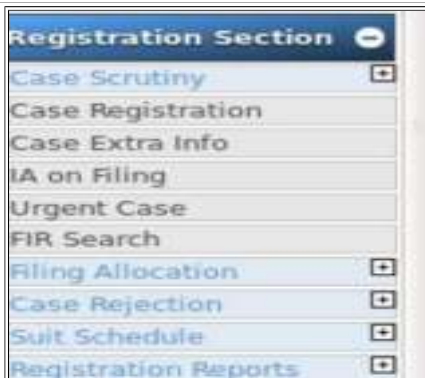 Registration Section
Case Scrutiny
Case Registration
Case Extra Info
IA on Filing
Urgent Case
FIR Search
Filing Allocation
Case Rejection
Suit Schedule
Registration Reports